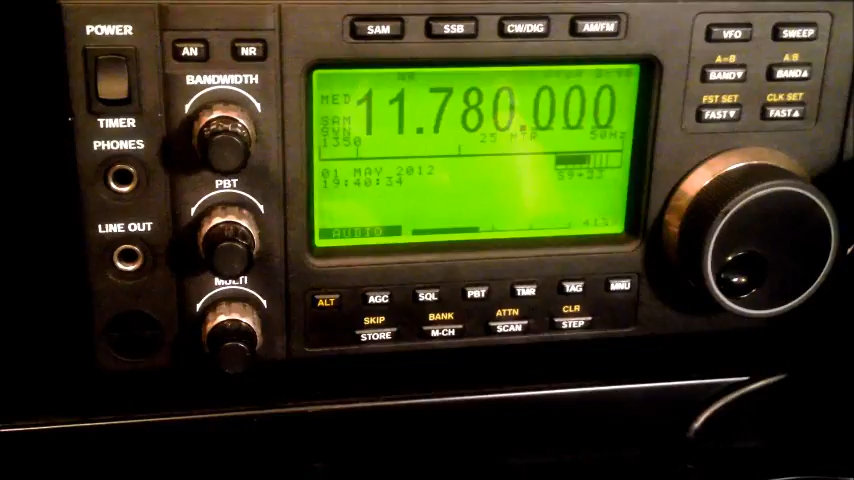 POWER
TIMER
PHONES
LINE OUT
AN NR
BANDWIDTH
PBT
MULTI
SAM SSB CW/DIG AM/FM
MED 11.780.000
SAM
SYN
1350 25 MTR 50Hz
01 MAY 2012
19:40:34
S9+33
AUDIO
41%
ALT AGC SQL PBT TMR TAG MNU
SKIP BANK ATTN CLR
STORE M-CH SCAN STEP
VFO SWEEP
A=B A/B
BAND▼ BAND▲
FST SET CLK SET
FAST▼ FAST▲